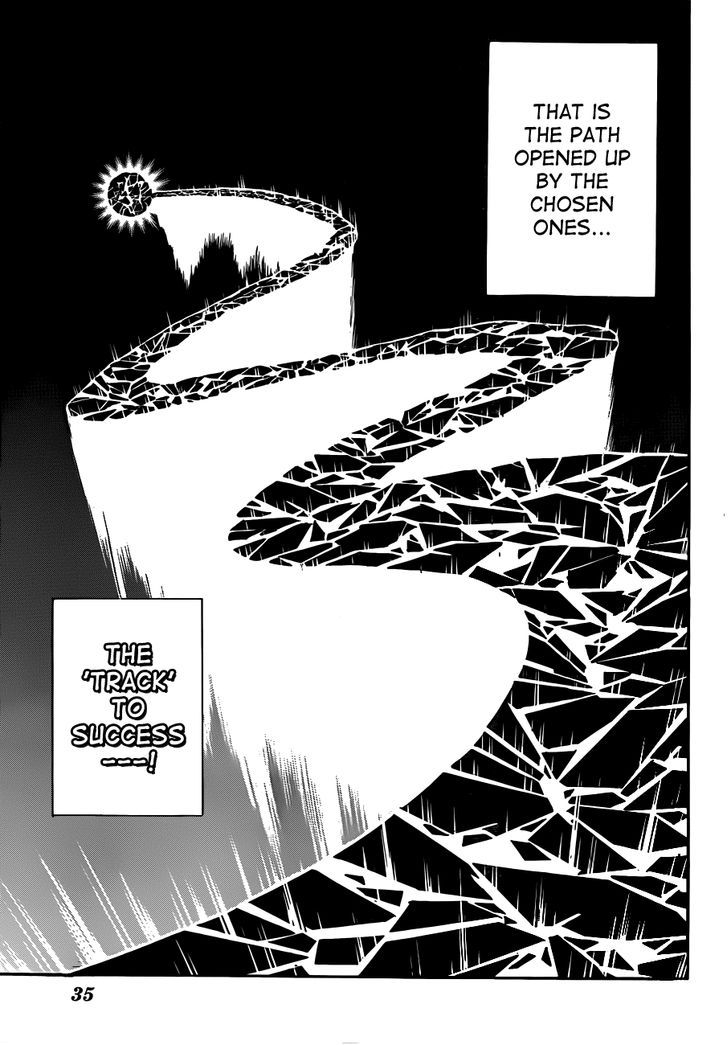 THAT IS
THE PATH
OPENED UP
BY THE
CHOSEN
ONES...
THE
'TRACK'
TO
SUCCESS
---!
35